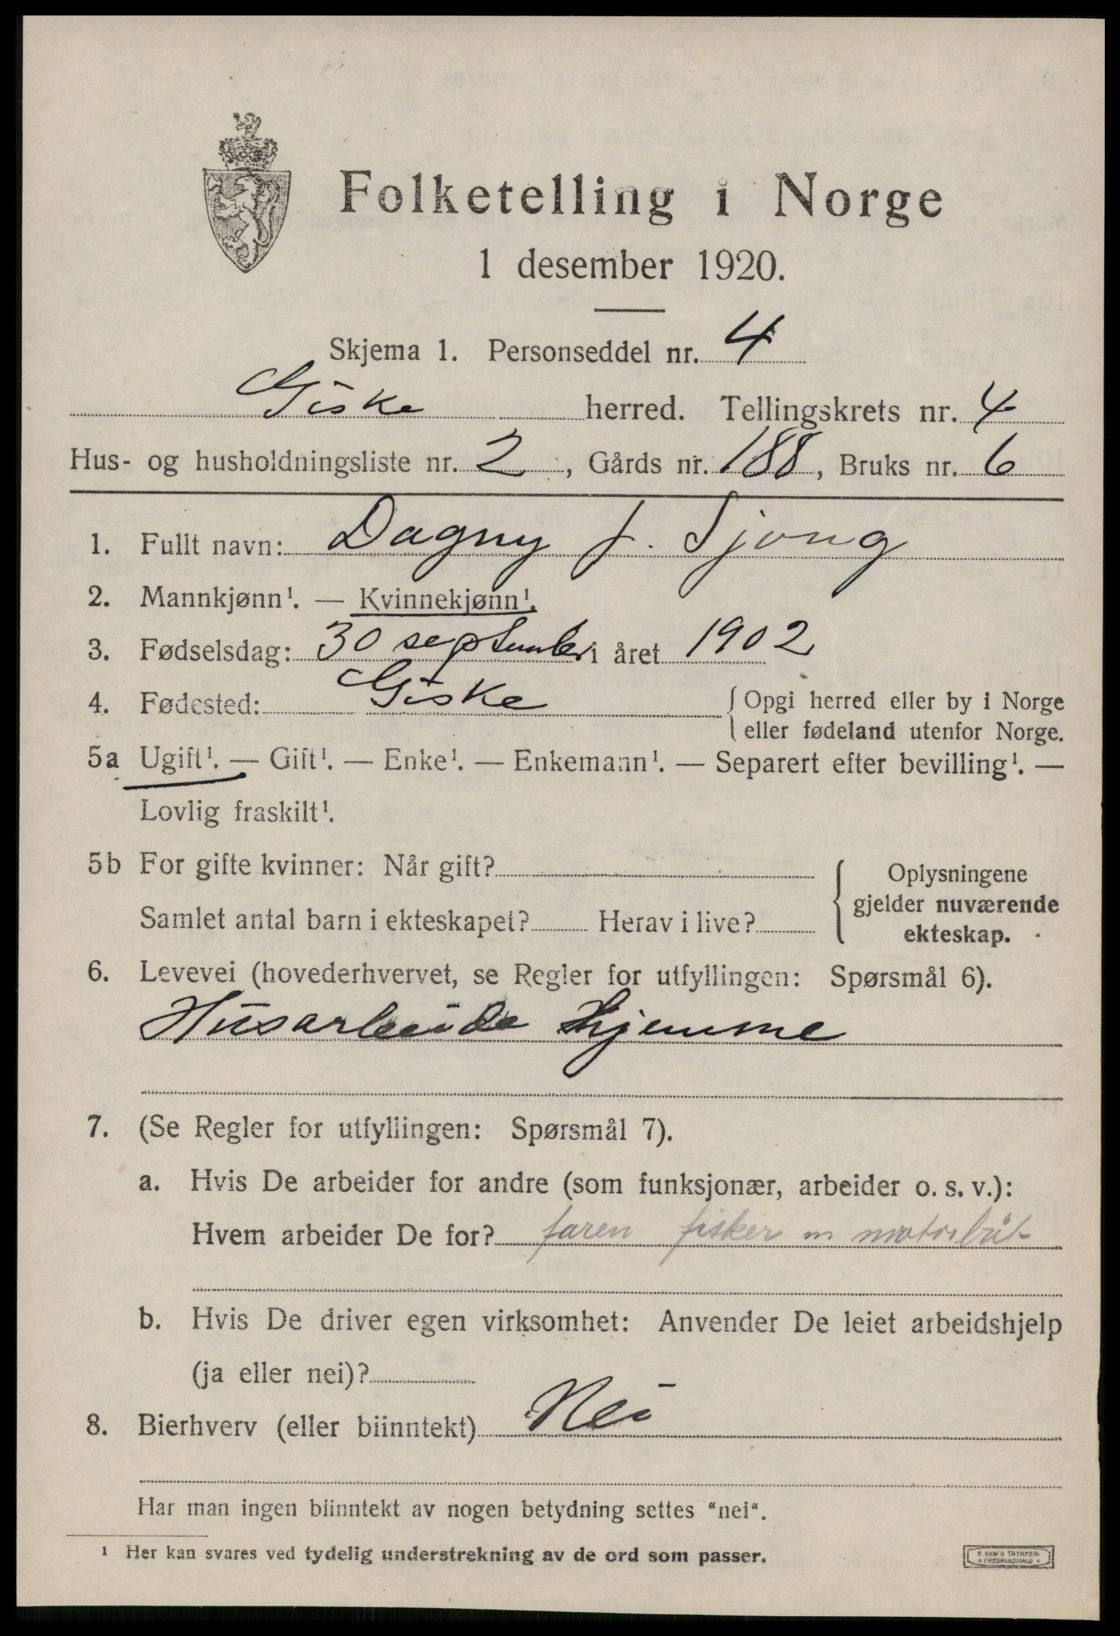 Folketelling i Norge
1 desember 1920.
Skjema 1. Personseddel nr. 4
Giske herred. Tellingskrets nr. 4
Hus- og husholdningsliste nr. 2, Gårds nr. 188, Bruks nr. 6
1. Fullt navn: Dagny J. Sjong
2. Mannkjønn¹. — Kvinnekjønn¹.
3. Fødselsdag: 30 september i året 1902
4. Fødested: Giske { Opgi herred eller by i Norge
eller fødeland utenfor Norge.
5a Ugift¹. — Gift¹. — Enke¹. — Enkemann¹. — Separert efter bevilling¹. —
Lovlig fraskilt¹.
5b For gifte kvinner: Når gift?
Samlet antal barn i ekteskapet? Herav i live?
{ Oplysningene
gjelder nuværende
ekteskap.
6. Levevei (hovederhvervet, se Regler for utfyllingen: Spørsmål 6).
Husarbeide hjemme
7. (Se Regler for utfyllingen: Spørsmål 7).
a. Hvis De arbeider for andre (som funksjonær, arbeider o. s. v.):
Hvem arbeider De for? faren fisker m motorbåt
b. Hvis De driver egen virksomhet: Anvender De leiet arbeidshjelp
(ja eller nei)?
8. Bierhverv (eller biinntekt) Nei
Har man ingen biinntekt av nogen betydning settes "nei".
¹ Her kan svares ved tydelig understrekning av de ord som passer.
E. SEM'S TRYKKERI
FREDRIKSHALD